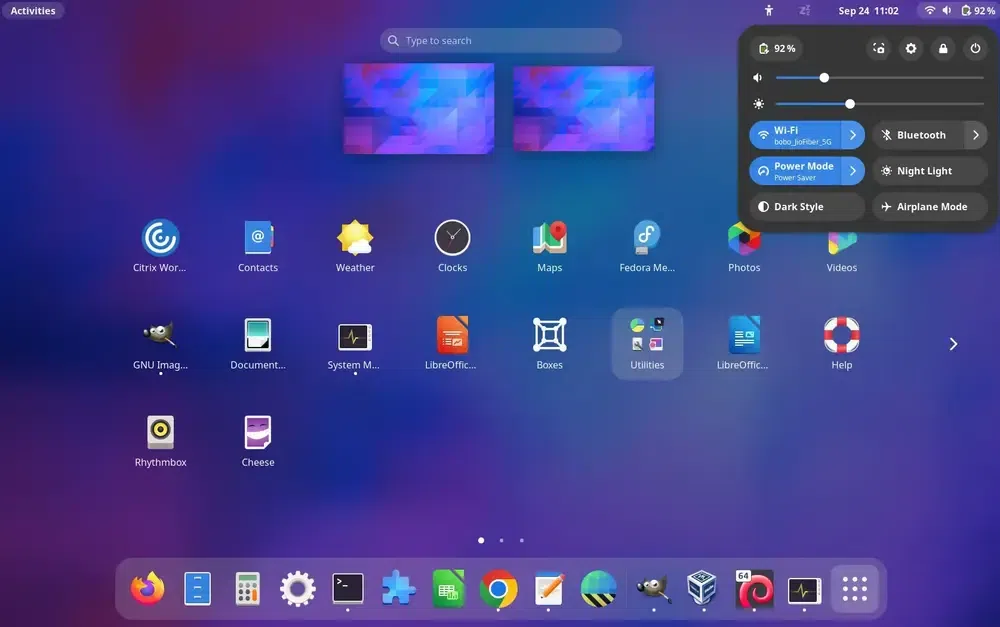 Activities
Sep 24 11:02
92 %
Type to search
92 %
Wi-Fi
bobo_JioFiber_5G
Bluetooth
Power Mode
Power Saver
Night Light
Dark Style
Airplane Mode
Citrix Wor...
Contacts
Weather
Clocks
Maps
Fedora Me...
Photos
Videos
GNU Imag...
Document...
System M...
LibreOffic...
Boxes
Utilities
LibreOffic...
Help
Rhythmbox
Cheese
64